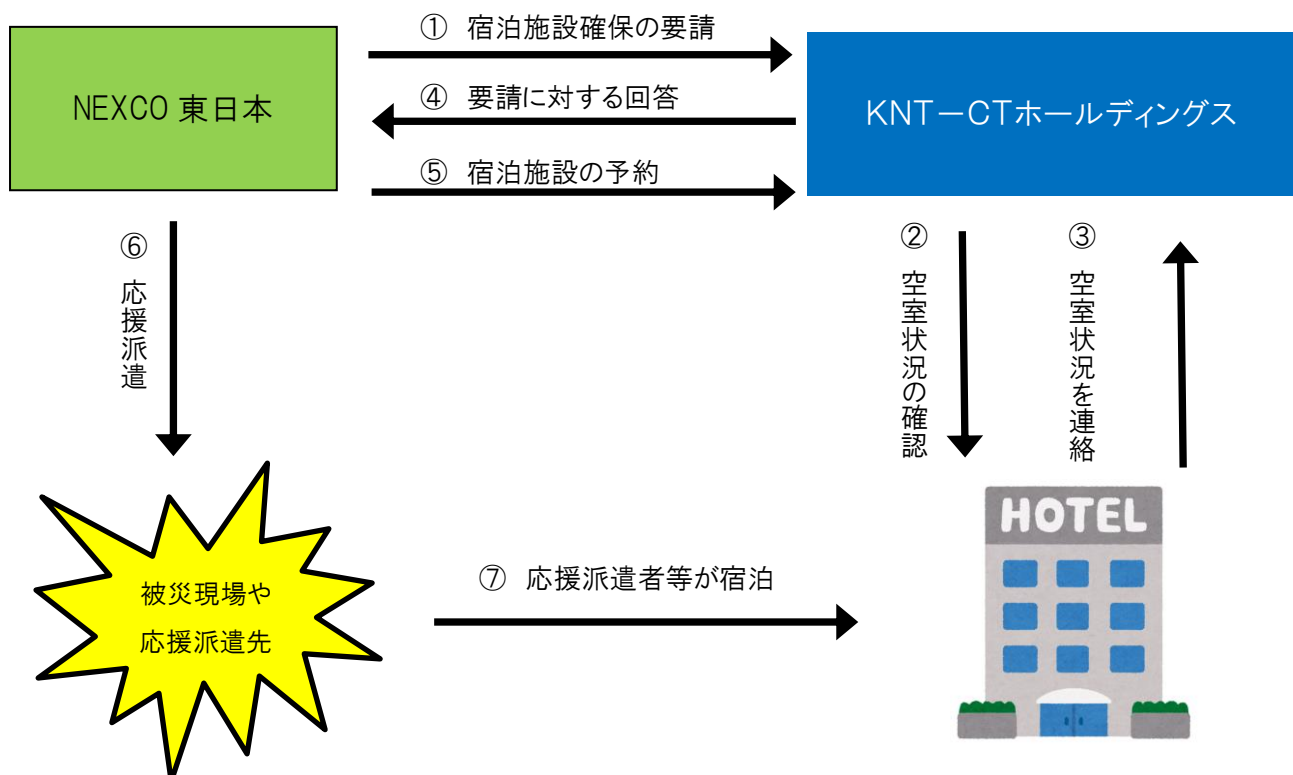 ① 宿泊施設確保の要請
NEXCO 東日本
④ 要請に対する回答
KNT－CTホールディングス
⑤ 宿泊施設の予約
⑥ 応援派遣
② 空室状況の確認
③ 空室状況を連絡
HOTEL
被災現場や
応援派遣先
⑦ 応援派遣者等が宿泊